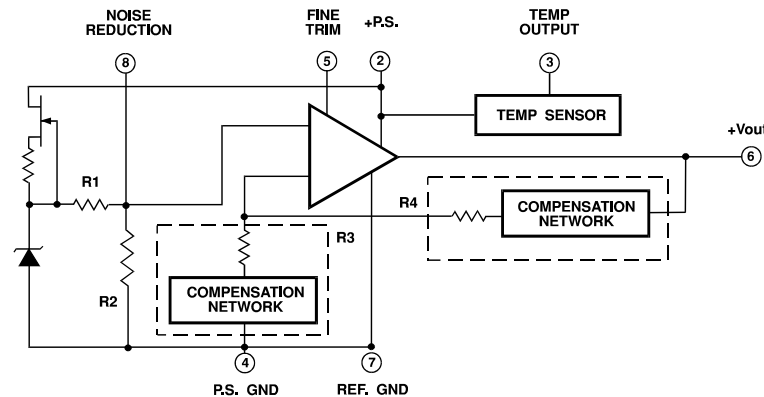 NOISE
REDUCTION
FINE
TRIM
+P.S.
TEMP
OUTPUT
8
5
2
3
TEMP SENSOR
+Vout
6
R1
R4
COMPENSATION
NETWORK
R3
R2
COMPENSATION
NETWORK
4
7
P.S. GND
REF. GND